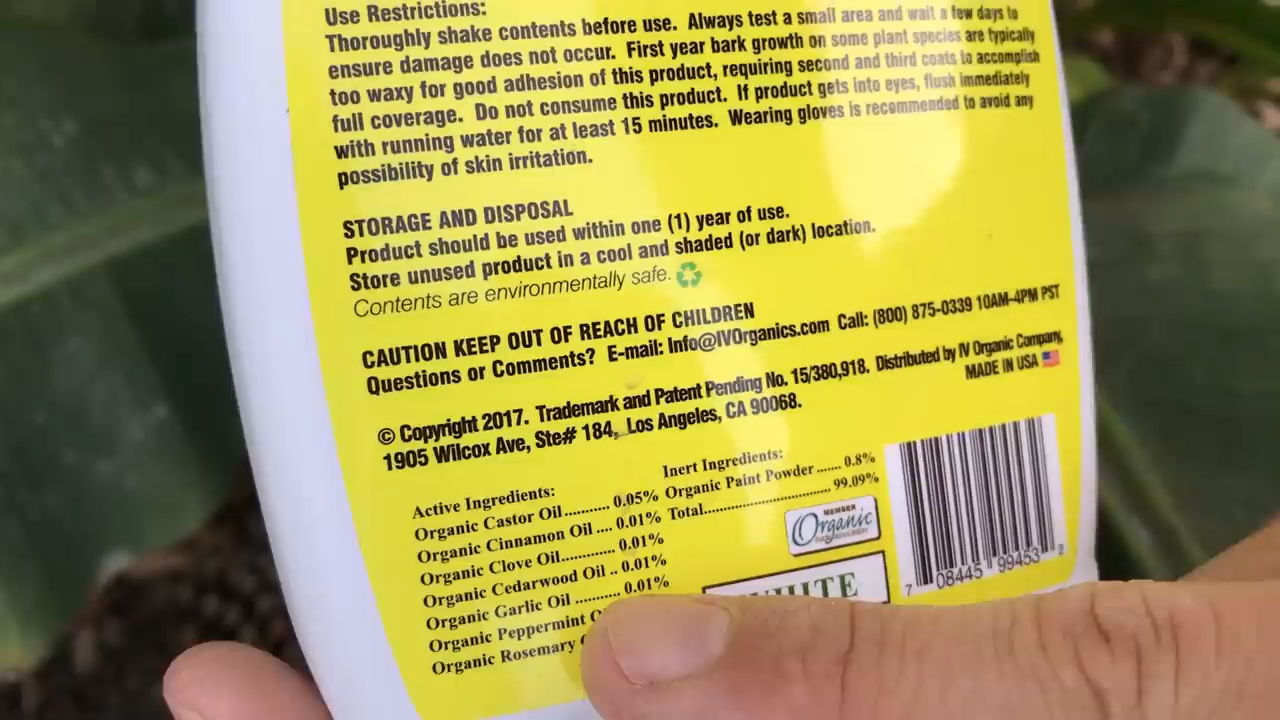 Use Restrictions:
Thoroughly shake contents before use. Always test a small area and wait a few days to
ensure damage does not occur. First year bark growth on some plant species are typically
too waxy for good adhesion of this product, requiring second and third coats to accomplish
full coverage. Do not consume this product. If product gets into eyes, flush immediately
with running water for at least 15 minutes. Wearing gloves is recommended to avoid any
possibility of skin irritation.
STORAGE AND DISPOSAL
Product should be used within one (1) year of use.
Store unused product in a cool and shaded (or dark) location.
Contents are environmentally safe.
CAUTION KEEP OUT OF REACH OF CHILDREN
Questions or Comments? E-mail: Info@IVOrganics.com Call: (800) 875-0339 10AM-4PM PST
© Copyright 2017. Trademark and Patent Pending No. 15/380,918. Distributed by IV Organic Company,
1905 Wilcox Ave, Ste# 184, Los Angeles, CA 90068. MADE IN USA
Active Ingredients:
Organic Castor Oil........... 0.05%
Organic Cinnamon Oil .... 0.01%
Organic Clove Oil............. 0.01%
Organic Cedarwood Oil .. 0.01%
Organic Garlic Oil ........... 0.01%
Organic Peppermint
Organic Rosemary
Inert Ingredients:
Organic Paint Powder ....... 0.8%
Total................................. 99.09%
MEMBER
Organic
WHITE
7 08445 99453 2